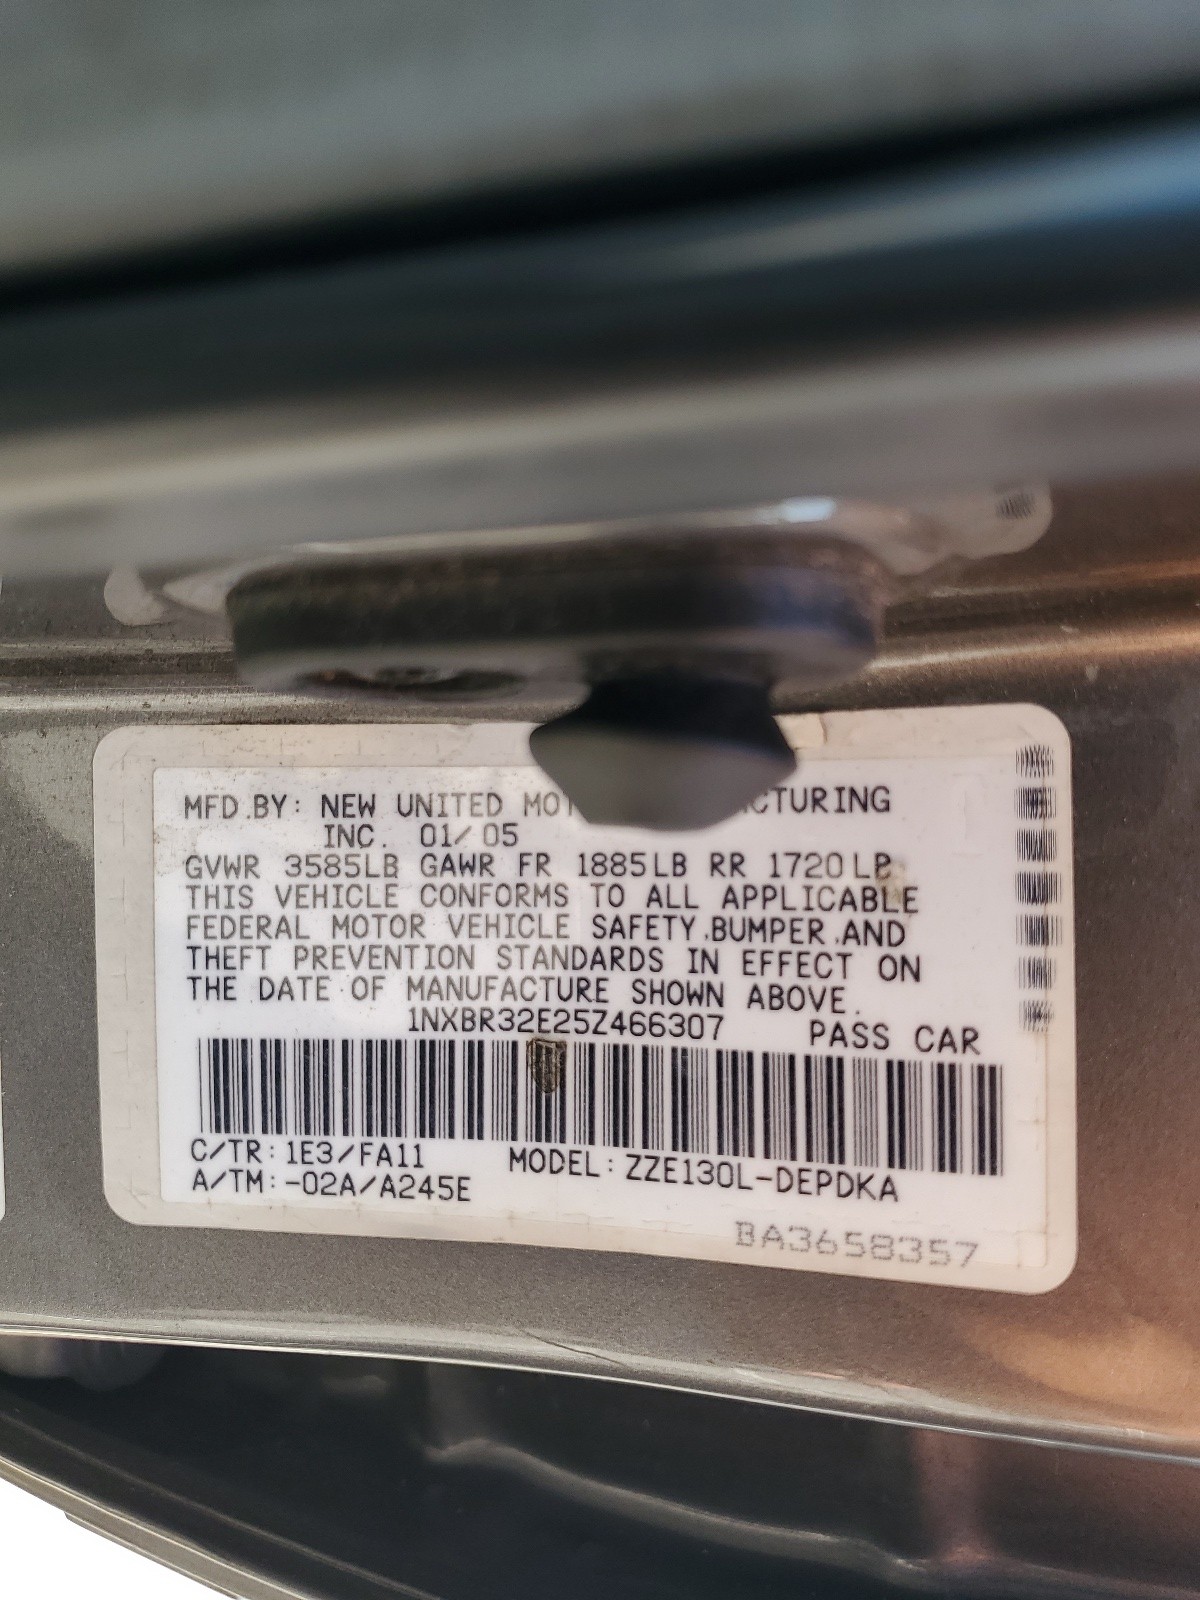 MFD.BY: NEW UNITED CTURING
INC. 01/05
GVWR 3585LB GAWR FR 1885LB RR 1720LB
THIS VEHICLE CONFORMS TO ALL APPLICABLE
FEDERAL MOTOR VEHICLE SAFETY,BUMPER,AND
THEFT PREVENTION STANDARDS IN EFFECT ON
THE DATE OF MANUFACTURE SHOWN ABOVE.
1NXBR32E25Z466307 PASS CAR
C/TR:1E3/FA11 MODEL:ZZE130L-DEPDKA
A/TM:-02A/A245E
BA3658357